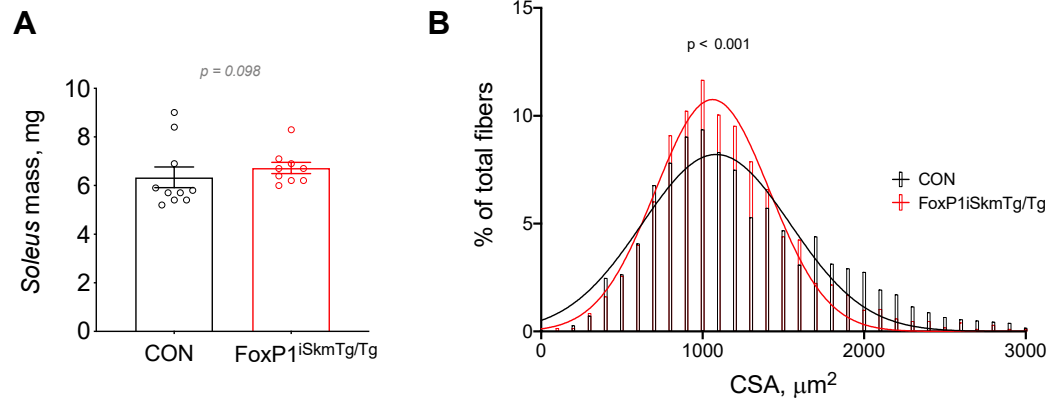 A
p = 0.098
Soleus mass, mg
10
8
6
4
2
0
CON
FoxP1iSkmTg/Tg
B
p < 0.001
% of total fibers
15
10
5
0
CON
FoxP1iSkmTg/Tg
0
1000
2000
3000
CSA, μm2